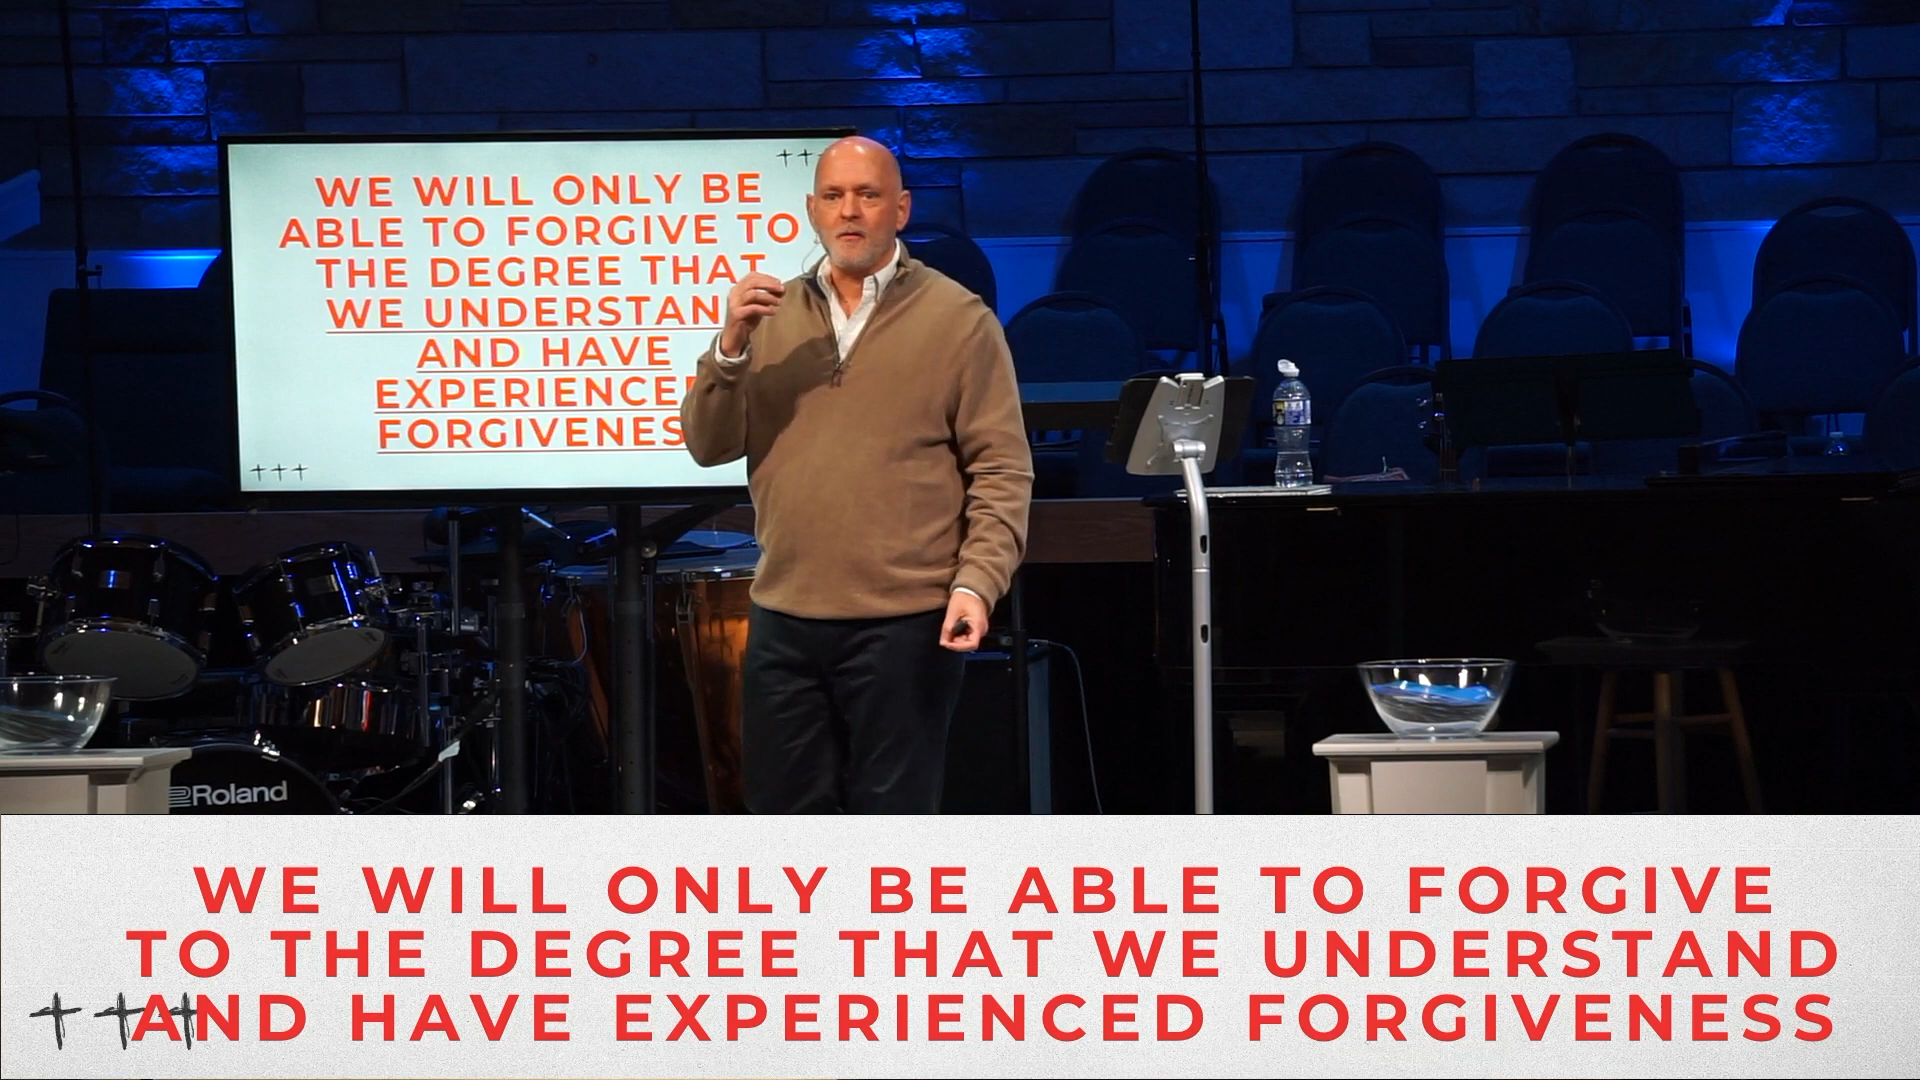 WE WILL ONLY BE
ABLE TO FORGIVE TO
THE DEGREE THAT
WE UNDERSTAN
AND HAVE
EXPERIENCE
FORGIVENES
Roland
WE WILL ONLY BE ABLE TO FORGIVE
TO THE DEGREE THAT WE UNDERSTAND
AND HAVE EXPERIENCED FORGIVENESS